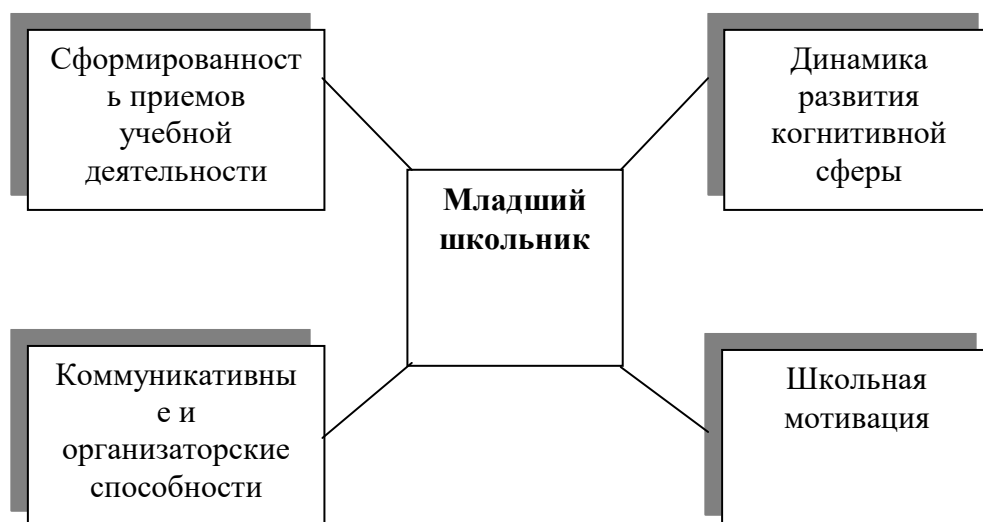 Сформированност
ь приемов
учебной
деятельности
Динамика
развития
когнитивной
сферы
Младший
школьник
Коммуникативны
е и
организаторские
способности
Школьная
мотивация